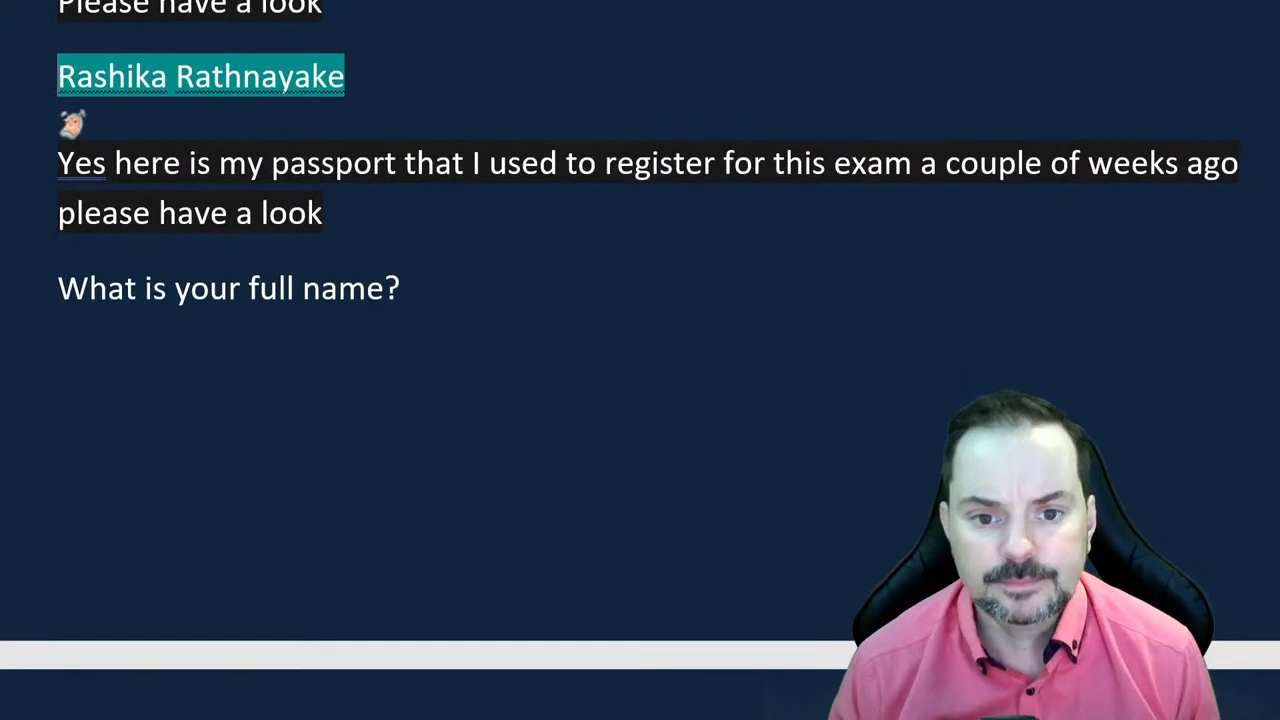 Please have a look
Rashika Rathnayake
Yes here is my passport that I used to register for this exam a couple of weeks ago
please have a look
What is your full name?